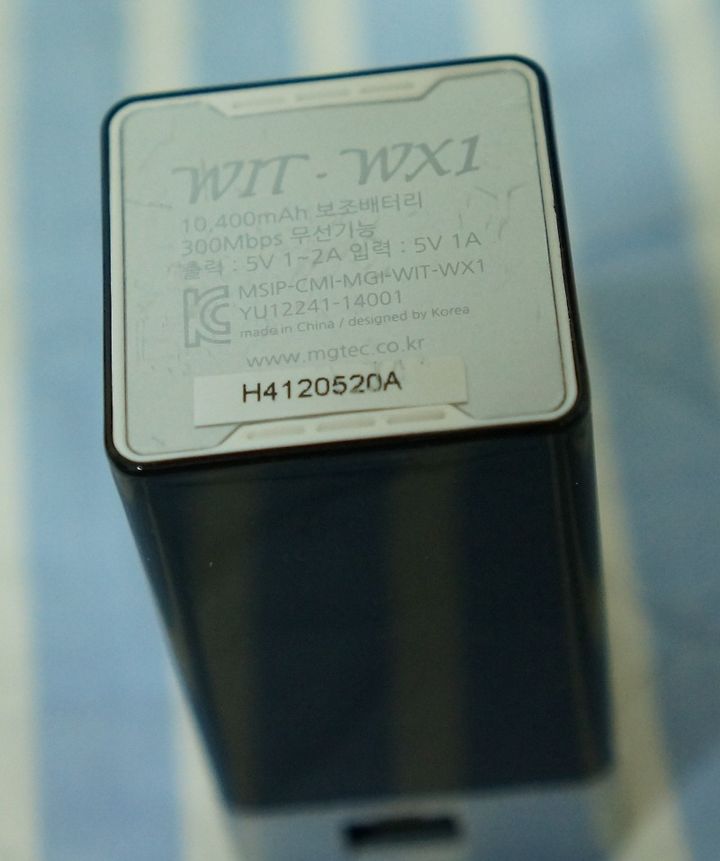 WIT - WX1
10,400mAh 보조배터리
300Mbps 무선기능
출력 : 5V 1~2A 입력 : 5V 1A
MSIP-CMI-MGI-WIT-WX1
YU12241-14001
made in China / designed by Korea
www.mgtec.co.kr
H4120520A